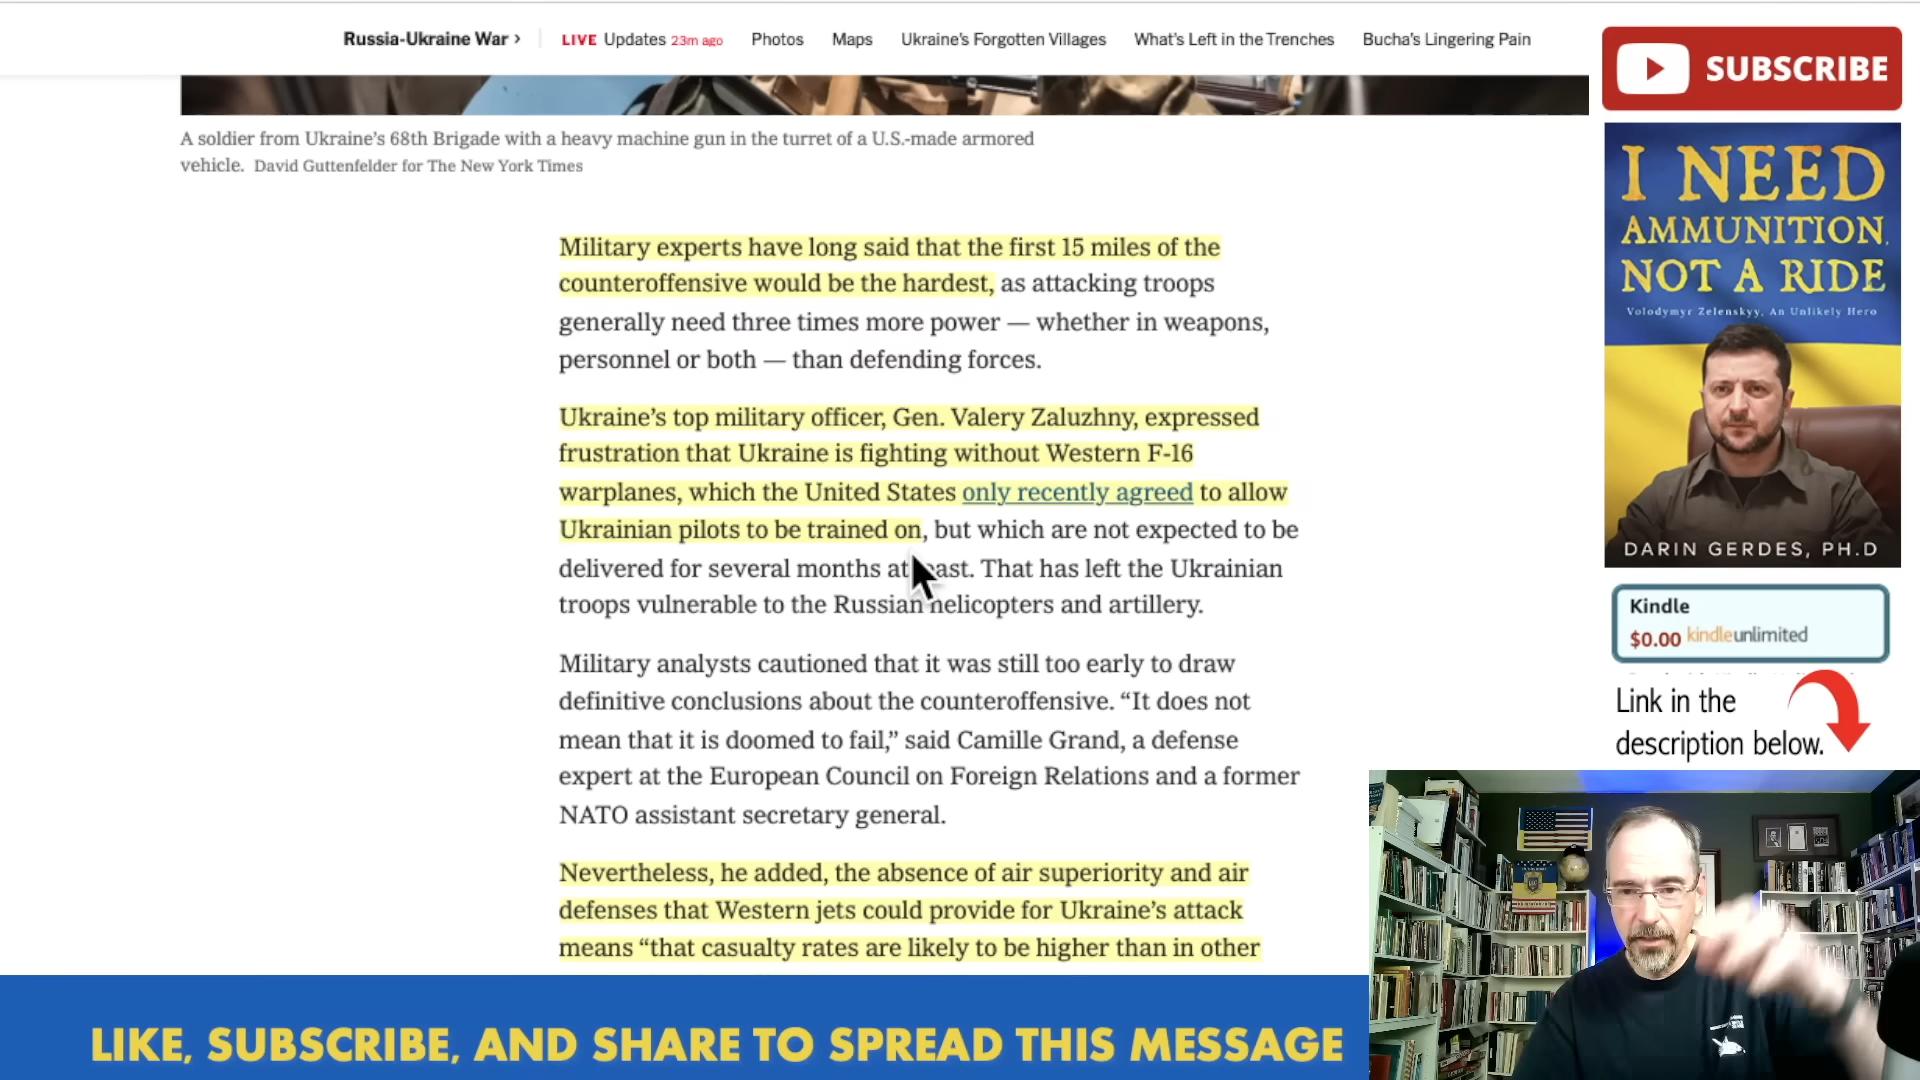 Russia-Ukraine War › LIVE Updates 23m ago Photos Maps Ukraine's Forgotten Villages What's Left in the Trenches Bucha's Lingering Pain
SUBSCRIBE
A soldier from Ukraine's 68th Brigade with a heavy machine gun in the turret of a U.S.-made armored
vehicle. David Guttenfelder for The New York Times
Military experts have long said that the first 15 miles of the
counteroffensive would be the hardest, as attacking troops
generally need three times more power — whether in weapons,
personnel or both — than defending forces.
Ukraine's top military officer, Gen. Valery Zaluzhny, expressed
frustration that Ukraine is fighting without Western F-16
warplanes, which the United States only recently agreed to allow
Ukrainian pilots to be trained on, but which are not expected to be
delivered for several months at least. That has left the Ukrainian
troops vulnerable to the Russian helicopters and artillery.
Military analysts cautioned that it was still too early to draw
definitive conclusions about the counteroffensive. “It does not
mean that it is doomed to fail,” said Camille Grand, a defense
expert at the European Council on Foreign Relations and a former
NATO assistant secretary general.
Nevertheless, he added, the absence of air superiority and air
defenses that Western jets could provide for Ukraine's attack
means “that casualty rates are likely to be higher than in other
I NEED
AMMUNITION,
NOT A RIDE
Volodymyr Zelenskyy, An Unlikely Hero
DARIN GERDES, PH.D
Kindle
$0.00 kindleunlimited
Link in the
description below.
LIKE, SUBSCRIBE, AND SHARE TO SPREAD THIS MESSAGE